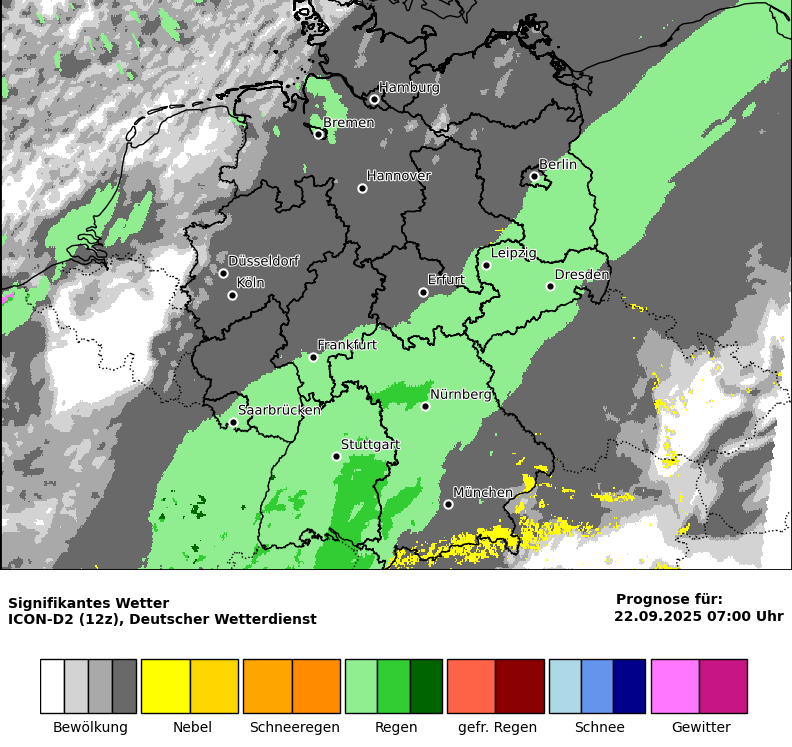 Hamburg
Bremen
Hannover
Berlin
Düsseldorf
Köln
Leipzig
Erfurt
Dresden
Frankfurt
Saarbrücken
Nürnberg
Stuttgart
München
Signifikantes Wetter
ICON-D2 (12z), Deutscher Wetterdienst
Prognose für:
22.09.2025 07:00 Uhr
Bewölkung
Nebel
Schneeregen
Regen
gefr. Regen
Schnee
Gewitter